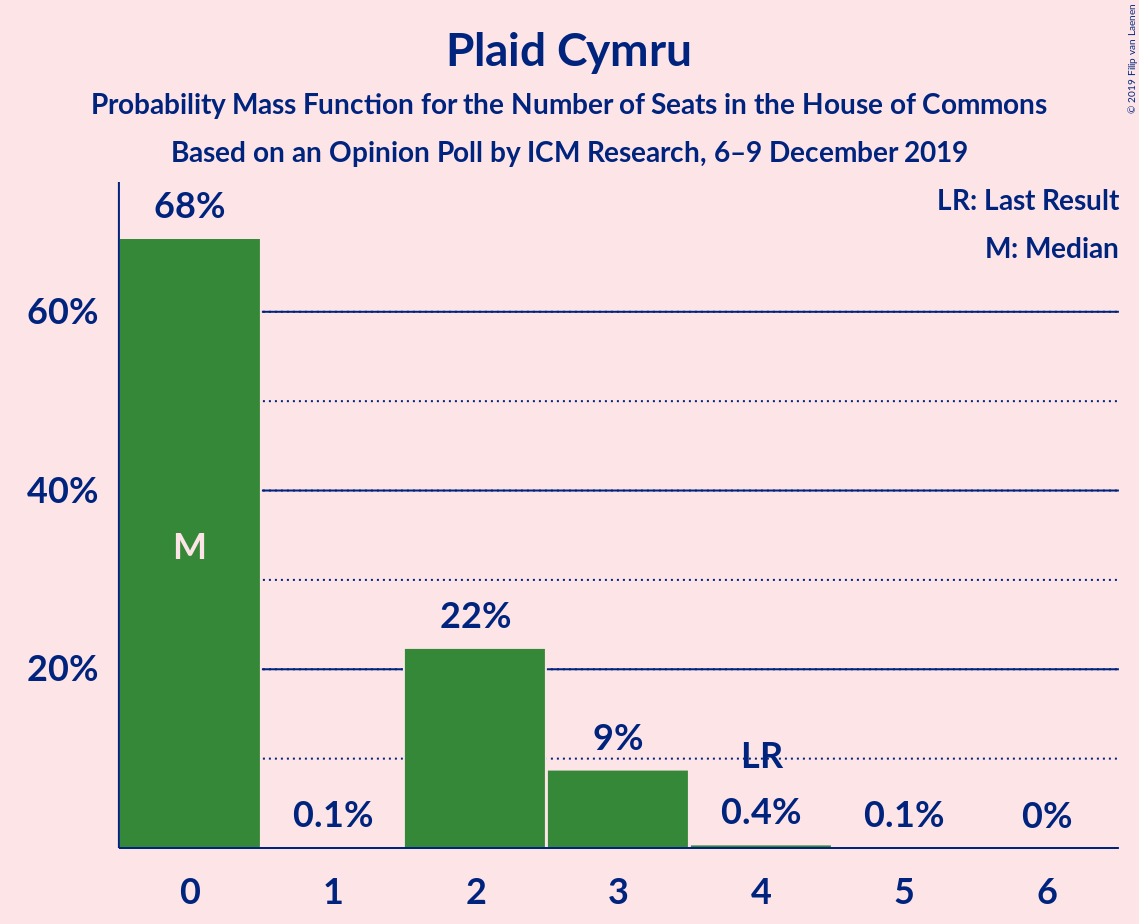 Plaid Cymru
Probability Mass Function for the Number of Seats in the House of Commons
Based on an Opinion Poll by ICM Research, 6–9 December 2019
© 2019 Filip van Laenen
LR: Last Result
M: Median
68%
60%
40%
M
22%
20%
9%
LR
0.1%
0.4%
0.1%
0%
0 1 2 3 4 5 6